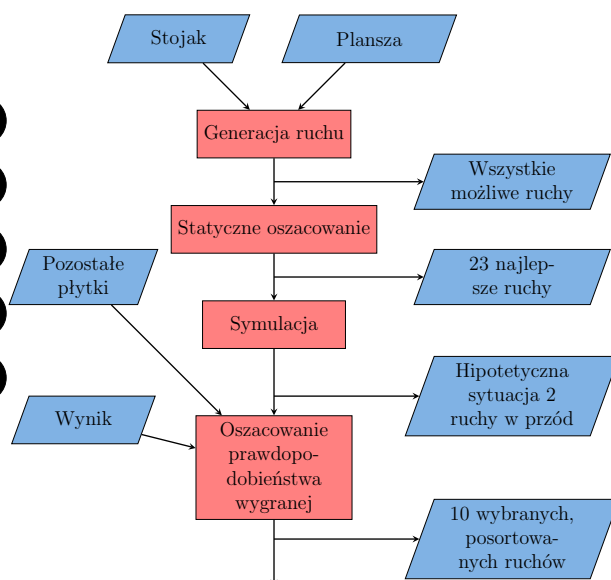 Stojak
Plansza
Generacja ruchu
Wszystkie
możliwe ruchy
Statyczne oszacowanie
Pozostałe
płytki
23 najlep-
sze ruchy
Symulacja
Hipotetyczna
sytuacja 2
ruchy w przód
Wynik
Oszacowanie
prawdopo-
dobieństwa
wygranej
10 wybranych,
posortowa-
nych ruchów